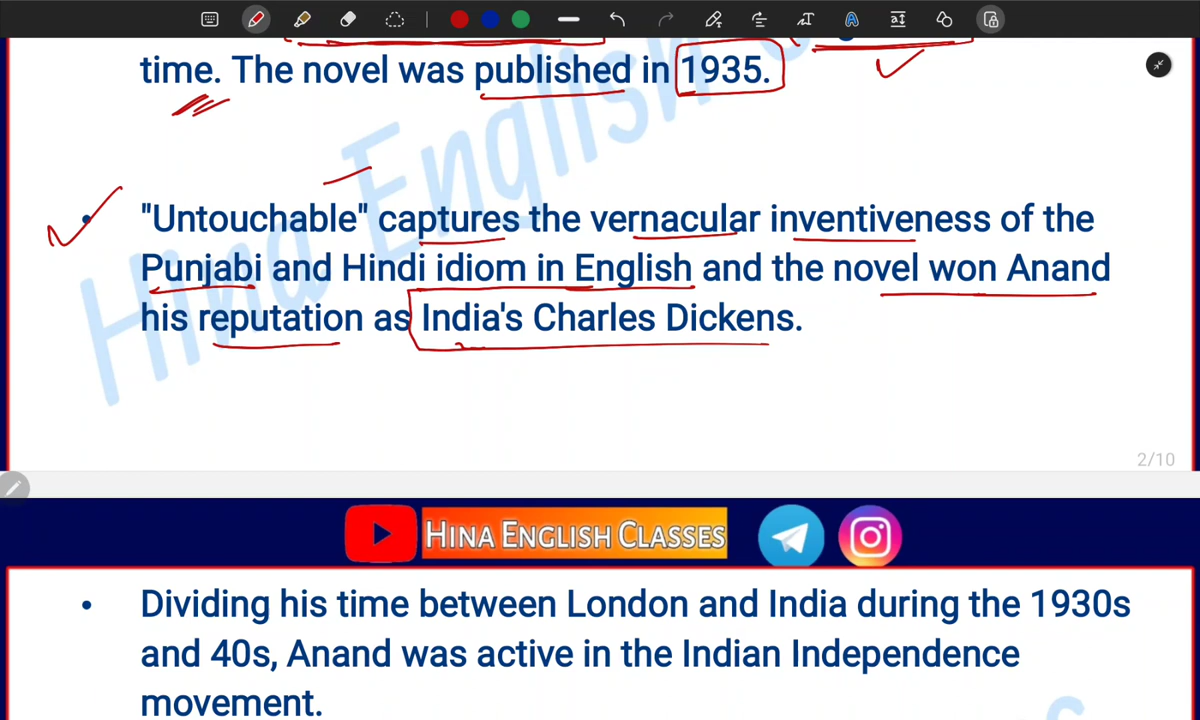 time. The novel was published in 1935.
"Untouchable" captures the vernacular inventiveness of the
Punjabi and Hindi idiom in English and the novel won Anand
his reputation as India's Charles Dickens.
2/10
HINA ENGLISH CLASSES
• Dividing his time between London and India during the 1930s
and 40s, Anand was active in the Indian Independence
movement.
Hina English